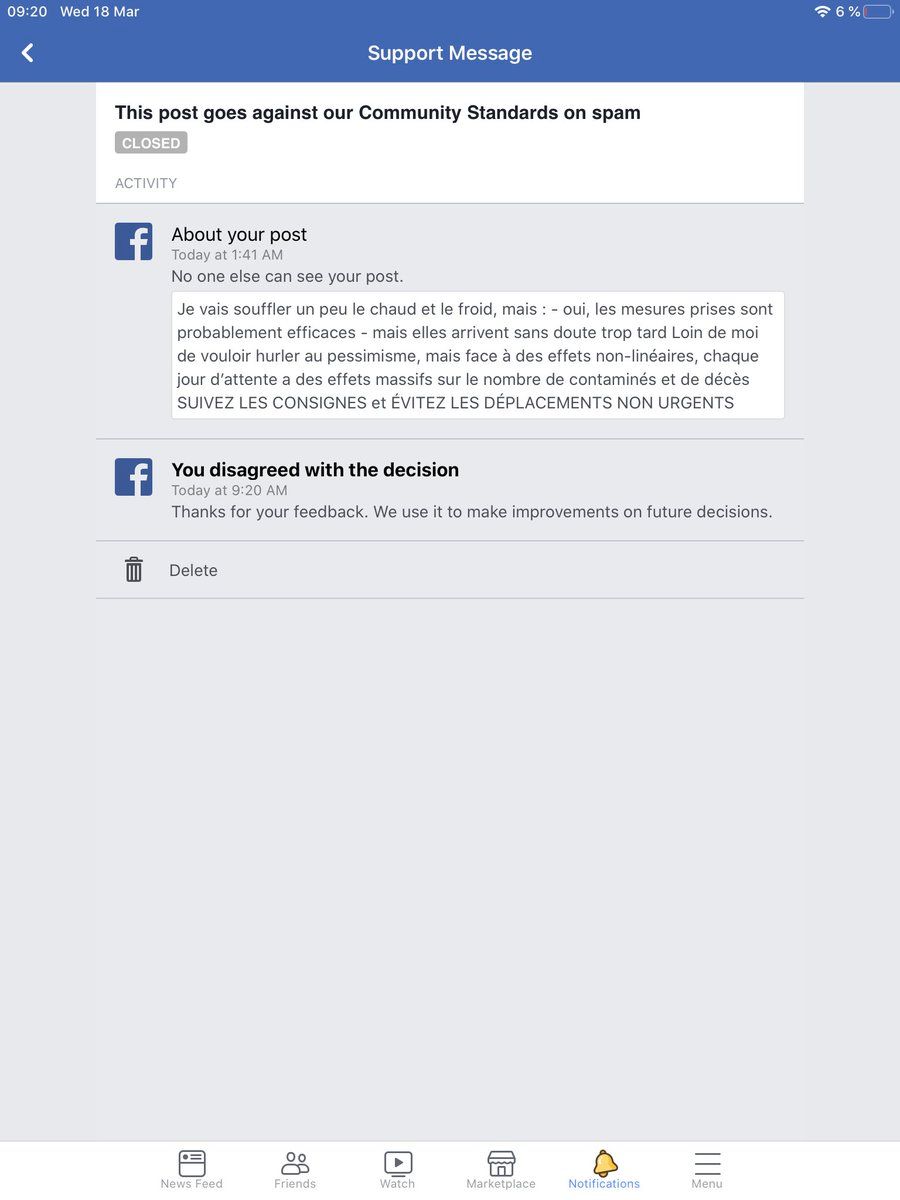 09:20 Wed 18 Mar 6 %
Support Message
This post goes against our Community Standards on spam
CLOSED
ACTIVITY
About your post
Today at 1:41 AM
No one else can see your post.
Je vais souffler un peu le chaud et le froid, mais : - oui, les mesures prises sont
probablement efficaces - mais elles arrivent sans doute trop tard Loin de moi
de vouloir hurler au pessimisme, mais face à des effets non-linéaires, chaque
jour d’attente a des effets massifs sur le nombre de contaminés et de décès
SUIVEZ LES CONSIGNES et ÉVITEZ LES DÉPLACEMENTS NON URGENTS
You disagreed with the decision
Today at 9:20 AM
Thanks for your feedback. We use it to make improvements on future decisions.
Delete
News Feed Friends Watch Marketplace Notifications Menu